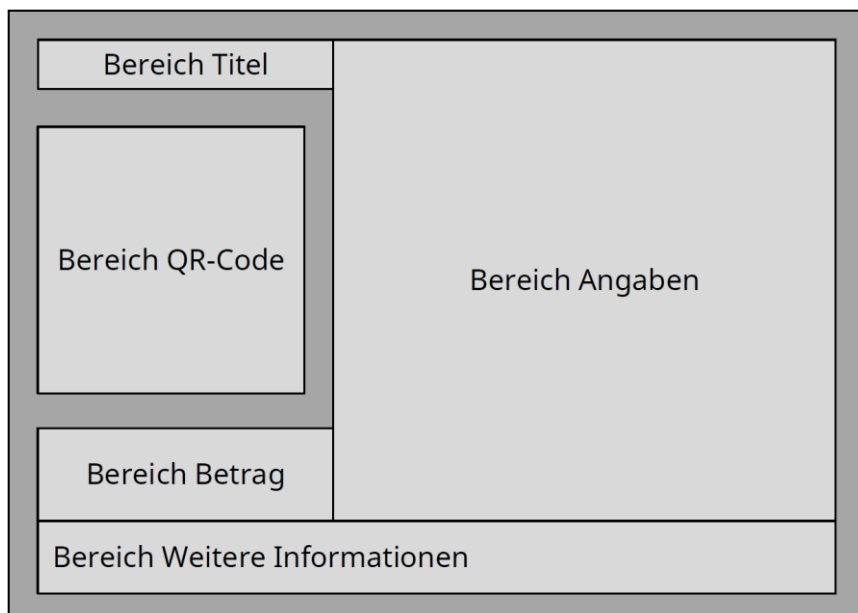 Bereich Titel
Bereich QR-Code
Bereich Angaben
Bereich Betrag
Bereich Weitere Informationen